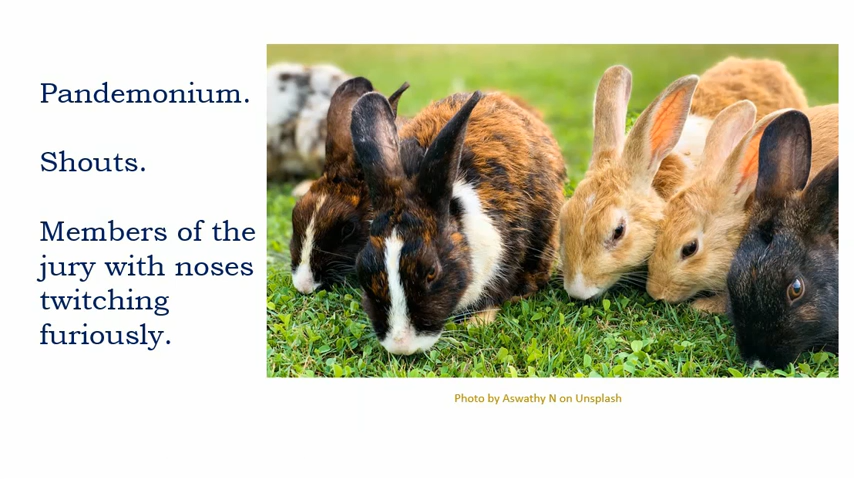 Pandemonium.
Shouts.
Members of the
jury with noses
twitching
furiously.
Photo by Aswathy N on Unsplash